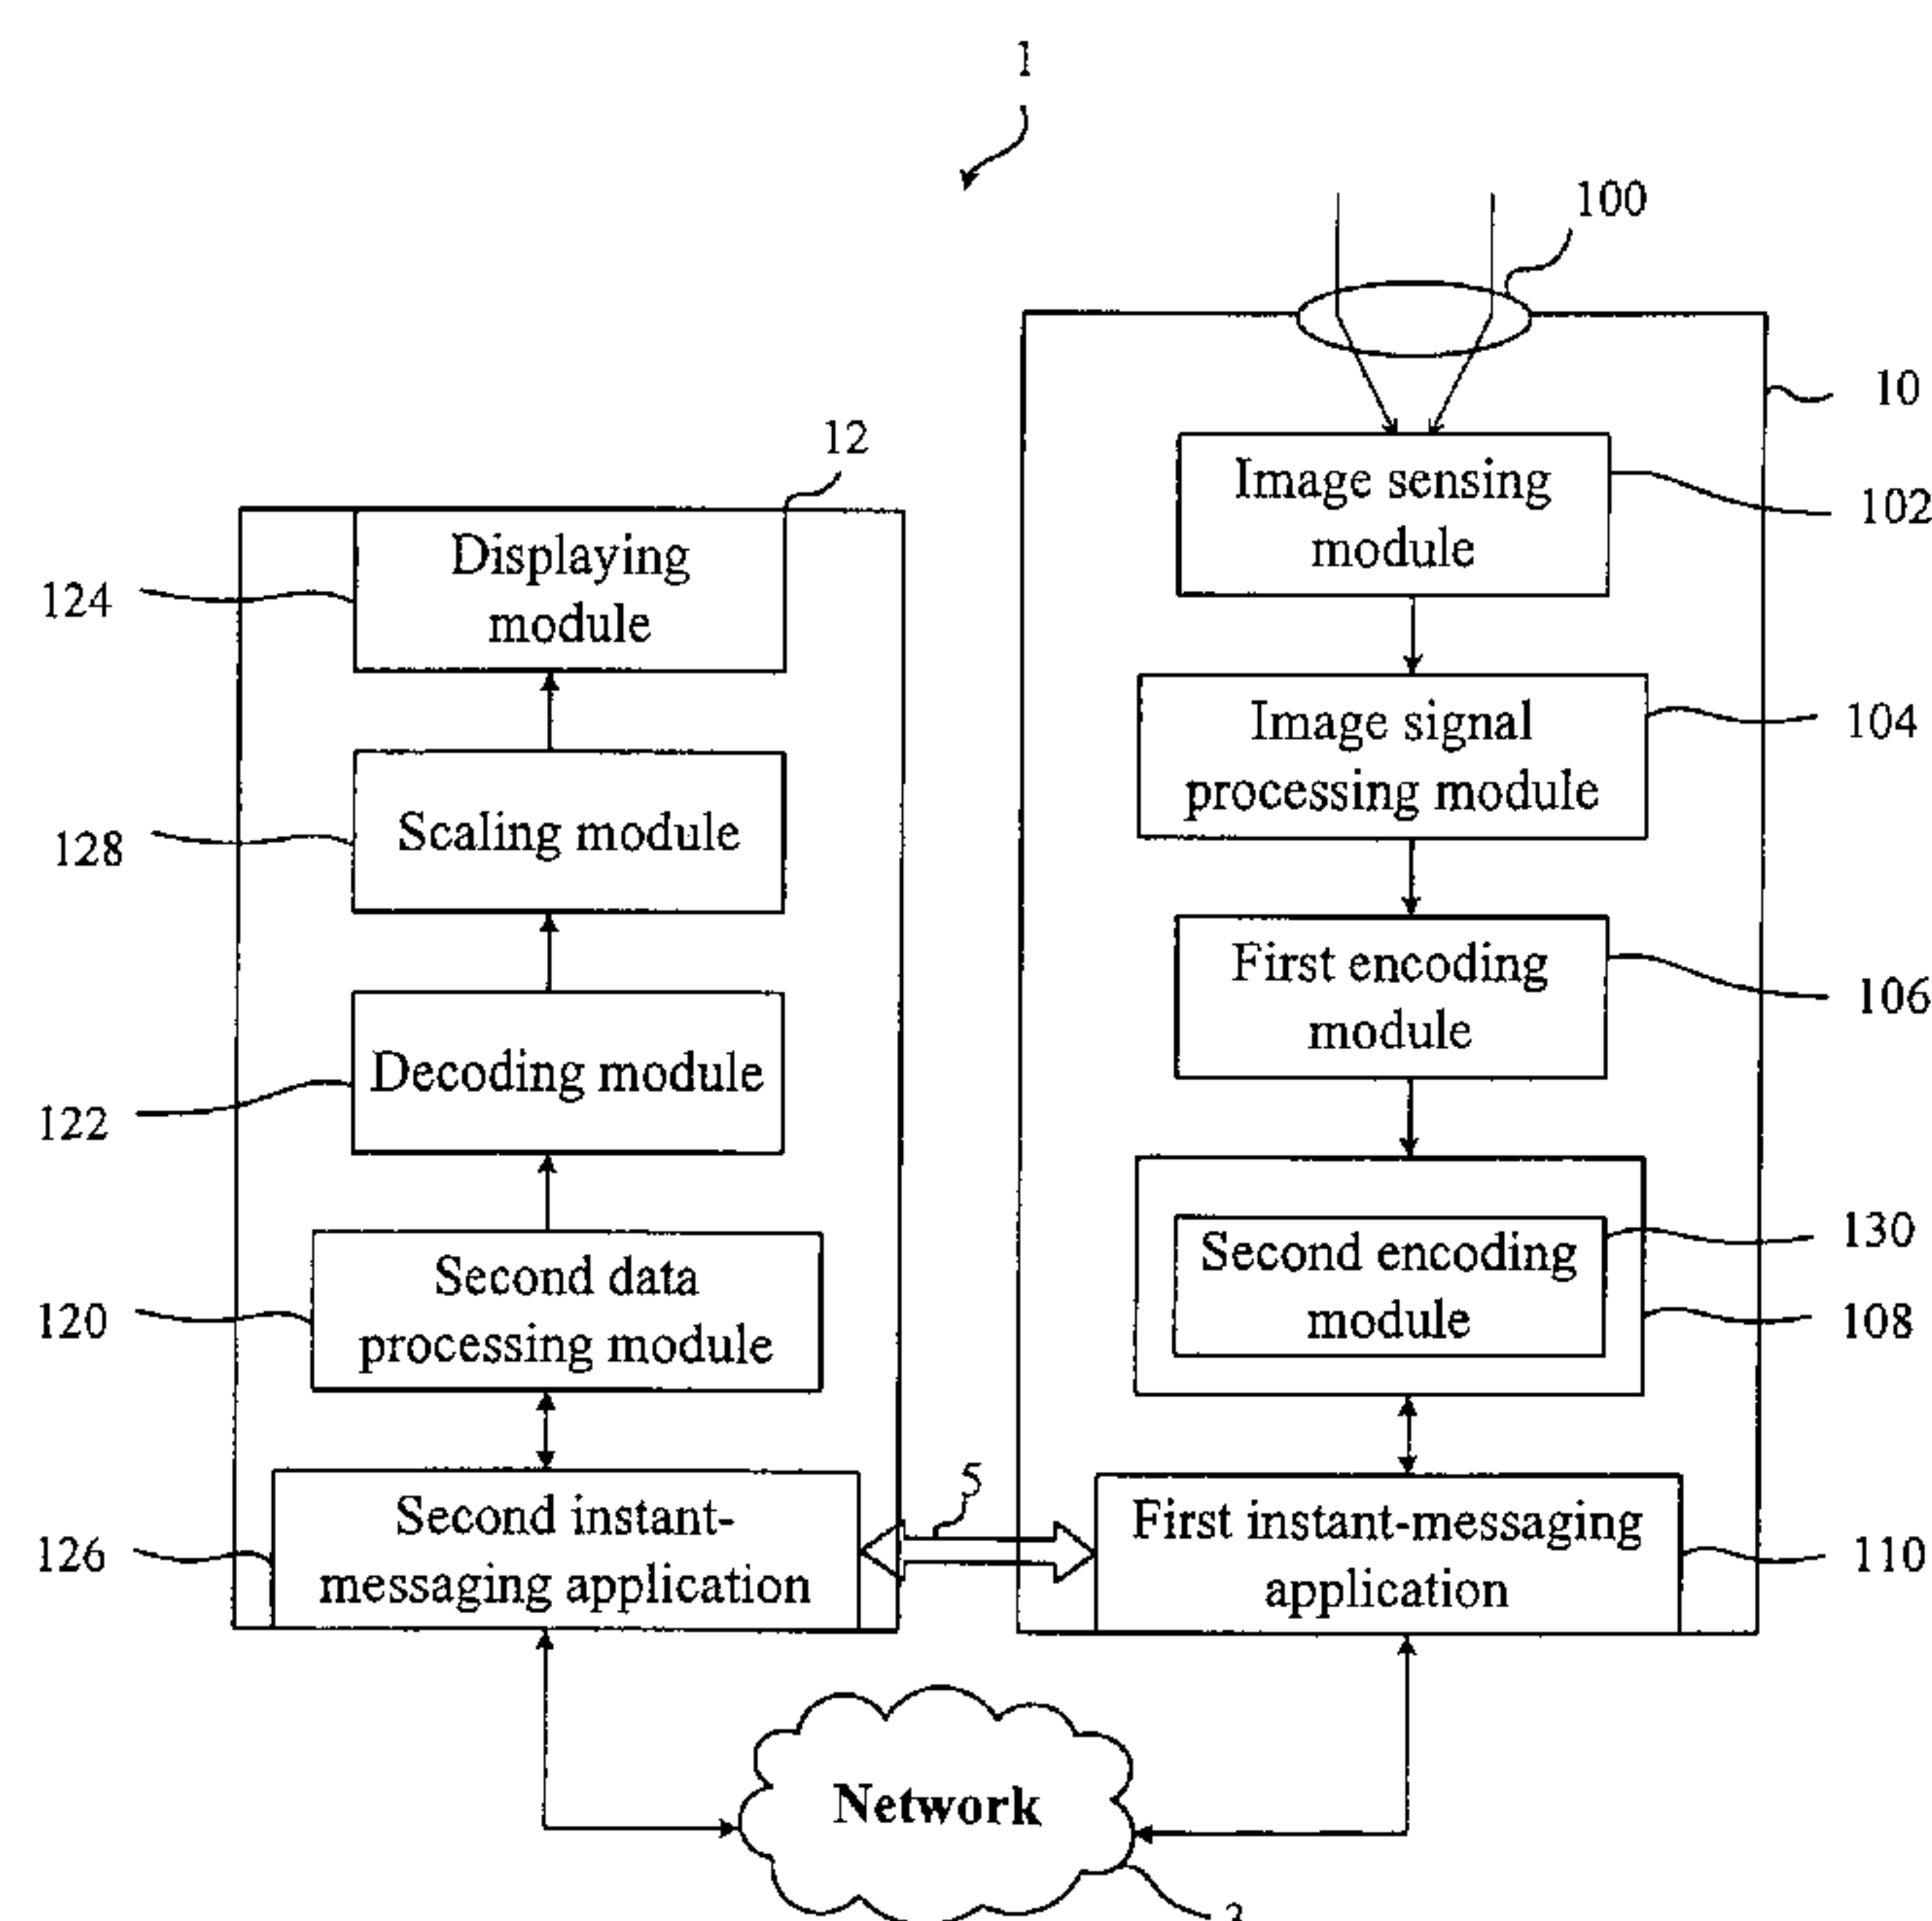 1
100
10
12
Image sensing
module
102
Displaying
module
124
Image signal
processing module
104
Scaling module
128
First encoding
module
106
Decoding module
122
Second encoding
module
130
108
Second data
processing module
120
5
Second instant-
messaging application
126
First instant-messaging
application
110
Network
3